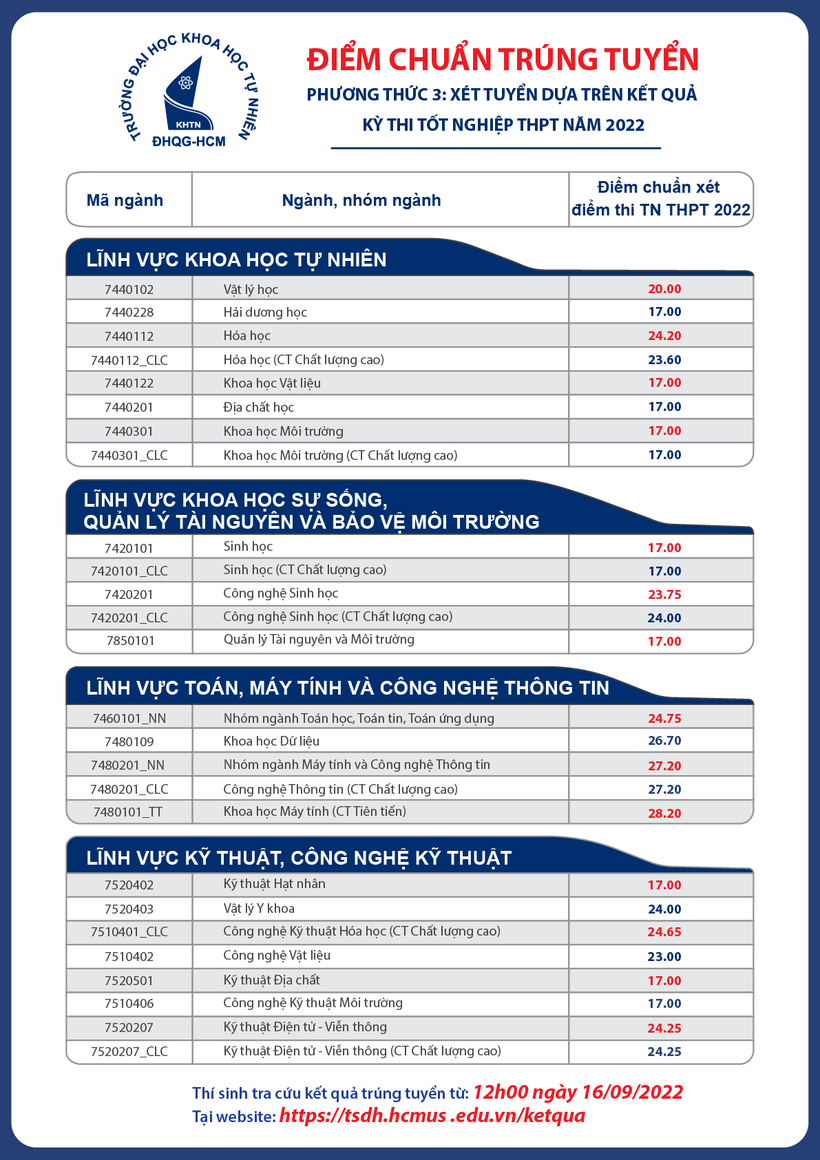 TRƯỜNG ĐẠI HỌC KHOA HỌC TỰ NHIÊN
KHTN
ĐHQG-HCM
ĐIỂM CHUẨN TRÚNG TUYỂN
PHƯƠNG THỨC 3: XÉT TUYỂN DỰA TRÊN KẾT QUẢ
KỲ THI TỐT NGHIỆP THPT NĂM 2022
Mã ngành Ngành, nhóm ngành Điểm chuẩn xét
điểm thi TN THPT 2022
LĨNH VỰC KHOA HỌC TỰ NHIÊN
7440102 Vật lý học 20.00
7440228 Hải dương học 17.00
7440112 Hóa học 24.20
7440112_CLC Hóa học (CT Chất lượng cao) 23.60
7440122 Khoa học Vật liệu 17.00
7440201 Địa chất học 17.00
7440301 Khoa học Môi trường 17.00
7440301_CLC Khoa học Môi trường (CT Chất lượng cao) 17.00
LĨNH VỰC KHOA HỌC SỰ SỐNG,
QUẢN LÝ TÀI NGUYÊN VÀ BẢO VỆ MÔI TRƯỜNG
7420101 Sinh học 17.00
7420101_CLC Sinh học (CT Chất lượng cao) 17.00
7420201 Công nghệ Sinh học 23.75
7420201_CLC Công nghệ Sinh học (CT Chất lượng cao) 24.00
7850101 Quản lý Tài nguyên và Môi trường 17.00
LĨNH VỰC TOÁN, MÁY TÍNH VÀ CÔNG NGHỆ THÔNG TIN
7460101_NN Nhóm ngành Toán học, Toán tin, Toán ứng dụng 24.75
7480109 Khoa học Dữ liệu 26.70
7480201_NN Nhóm ngành Máy tính và Công nghệ Thông tin 27.20
7480201_CLC Công nghệ Thông tin (CT Chất lượng cao) 27.20
7480101_TT Khoa học Máy tính (CT Tiên tiến) 28.20
LĨNH VỰC KỸ THUẬT, CÔNG NGHỆ KỸ THUẬT
7520402 Kỹ thuật Hạt nhân 17.00
7520403 Vật lý Y khoa 24.00
7510401_CLC Công nghệ Kỹ thuật Hóa học (CT Chất lượng cao) 24.65
7510402 Công nghệ Vật liệu 23.00
7520501 Kỹ thuật Địa chất 17.00
7510406 Công nghệ Kỹ thuật Môi trường 17.00
7520207 Kỹ thuật Điện tử - Viễn thông 24.25
7520207_CLC Kỹ thuật Điện tử - Viễn thông (CT Chất lượng cao) 24.25
Thí sinh tra cứu kết quả trúng tuyển từ: 12h00 ngày 16/09/2022
Tại website: https://tsdh.hcmus .edu.vn/ketqua